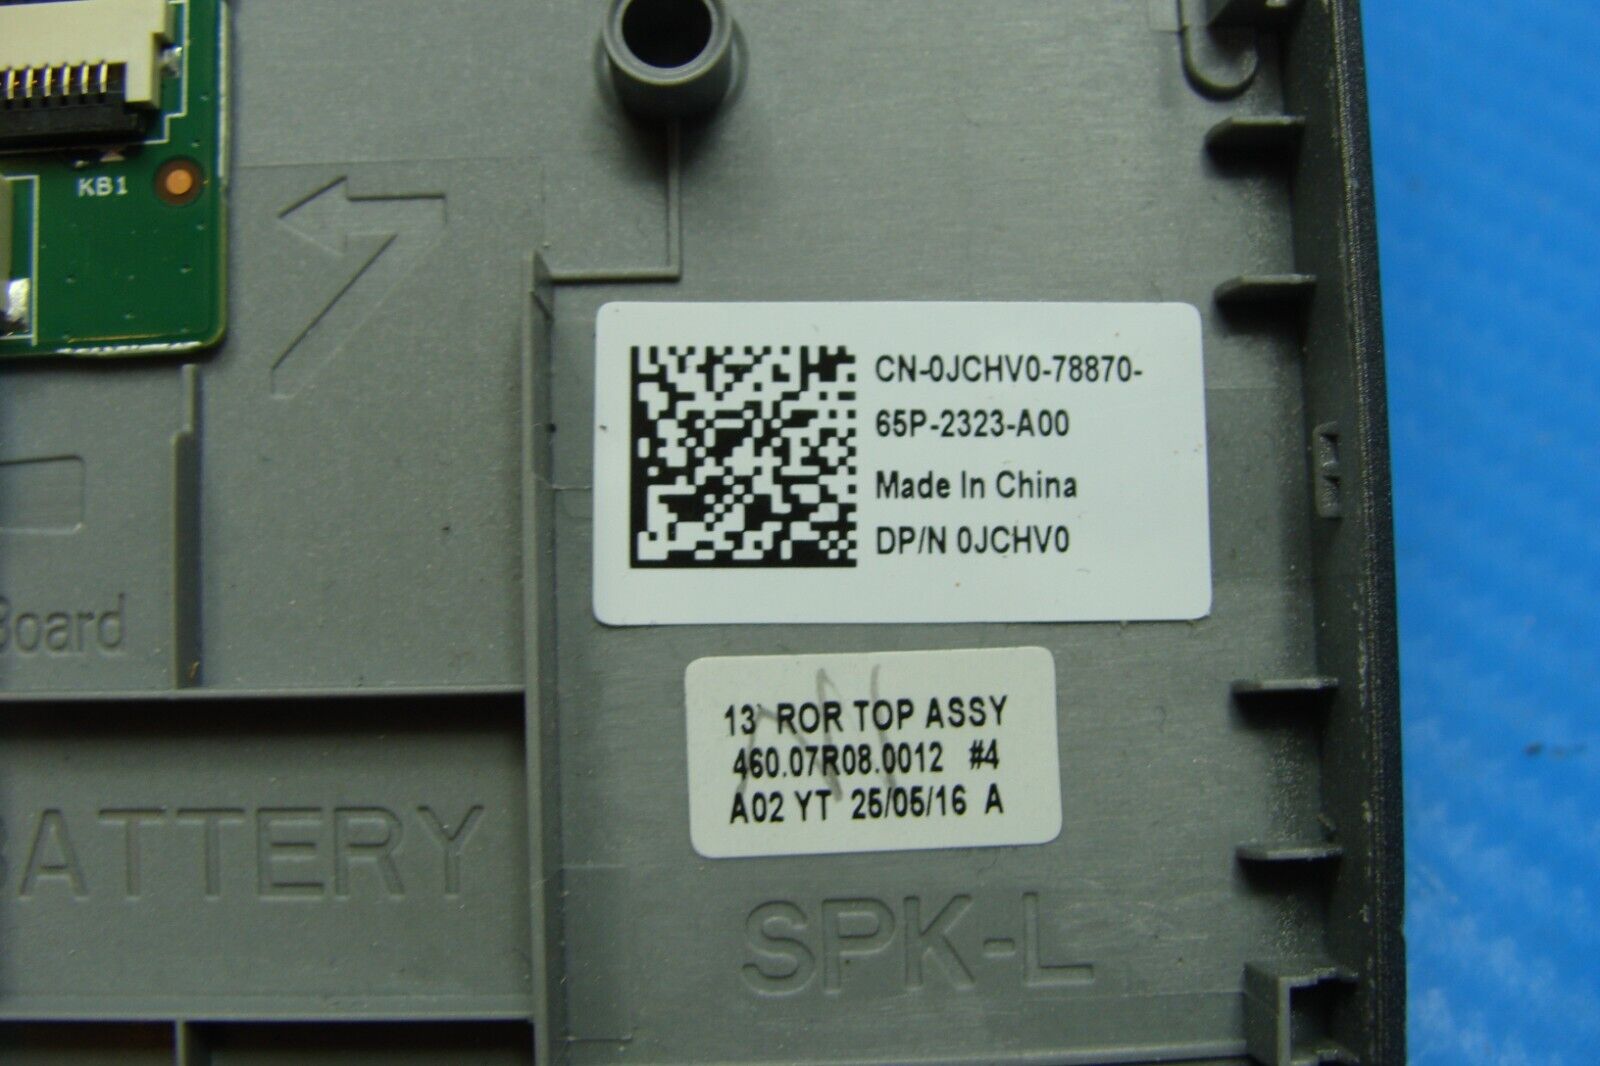 KB1
CN-0JCHV0-78870-
65P-2323-A00
Made In China
DP/N 0JCHV0
Board
13' ROR TOP ASSY
460.07R08.0012 #4
A02 YT 25/05/16 A
BATTERY
SPK-L